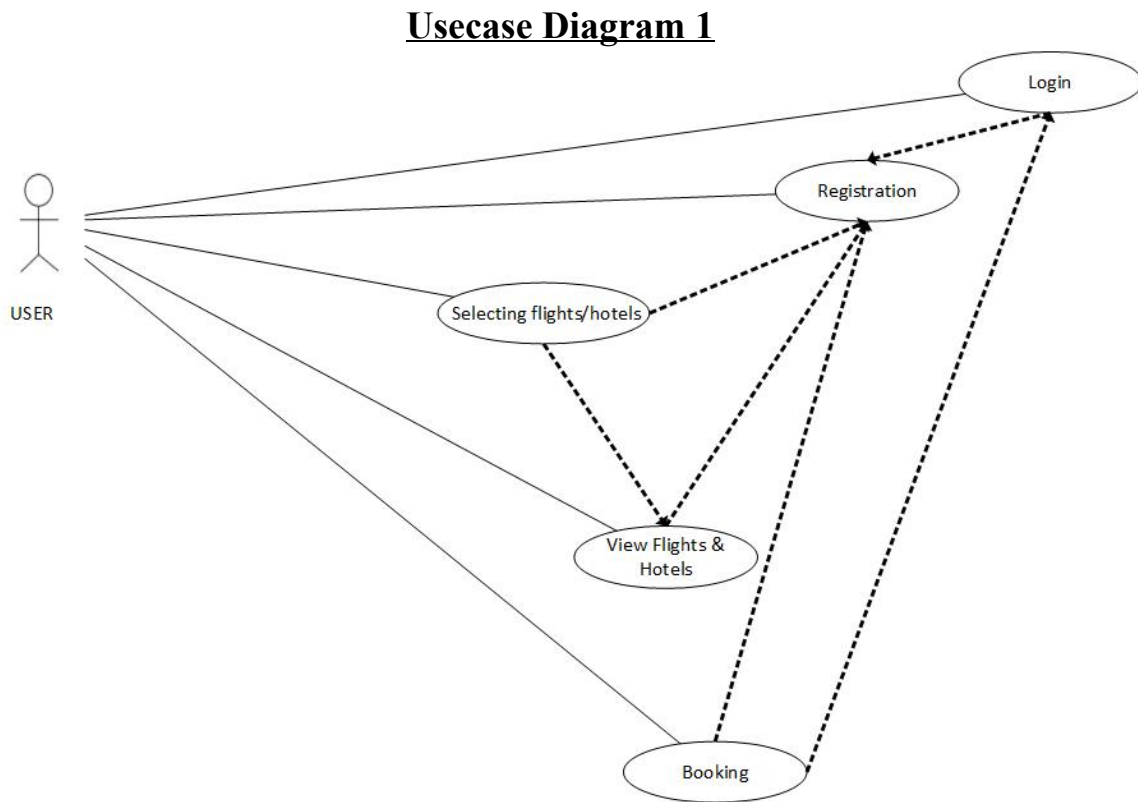 Usecase Diagram 1
Login
Registration
USER
Selecting flights/hotels
View Flights &
Hotels
Booking